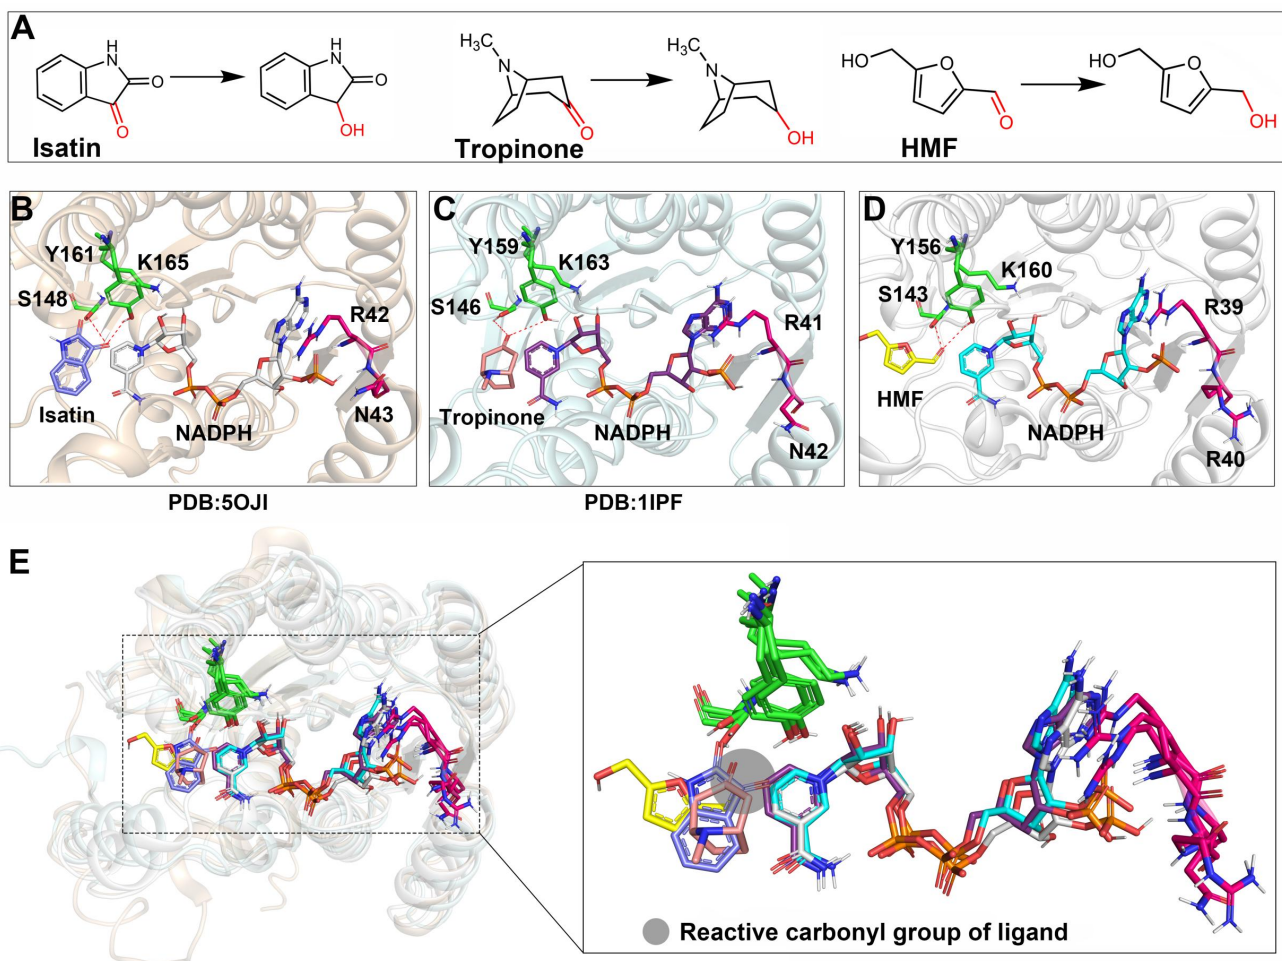 A
H
N
O
O
Isatin
H
N
O
OH
H₃C
N
O
Tropinone
H₃C
N
OH
HO
O
O
HMF
HO
O
OH
B
Y161
K165
S148
R42
Isatin
N43
NADPH
PDB:5OJI
C
Y159
K163
S146
R41
Tropinone
NADPH
N42
PDB:1IPF
D
Y156
K160
S143
R39
HMF
NADPH
R40
E
Reactive carbonyl group of ligand